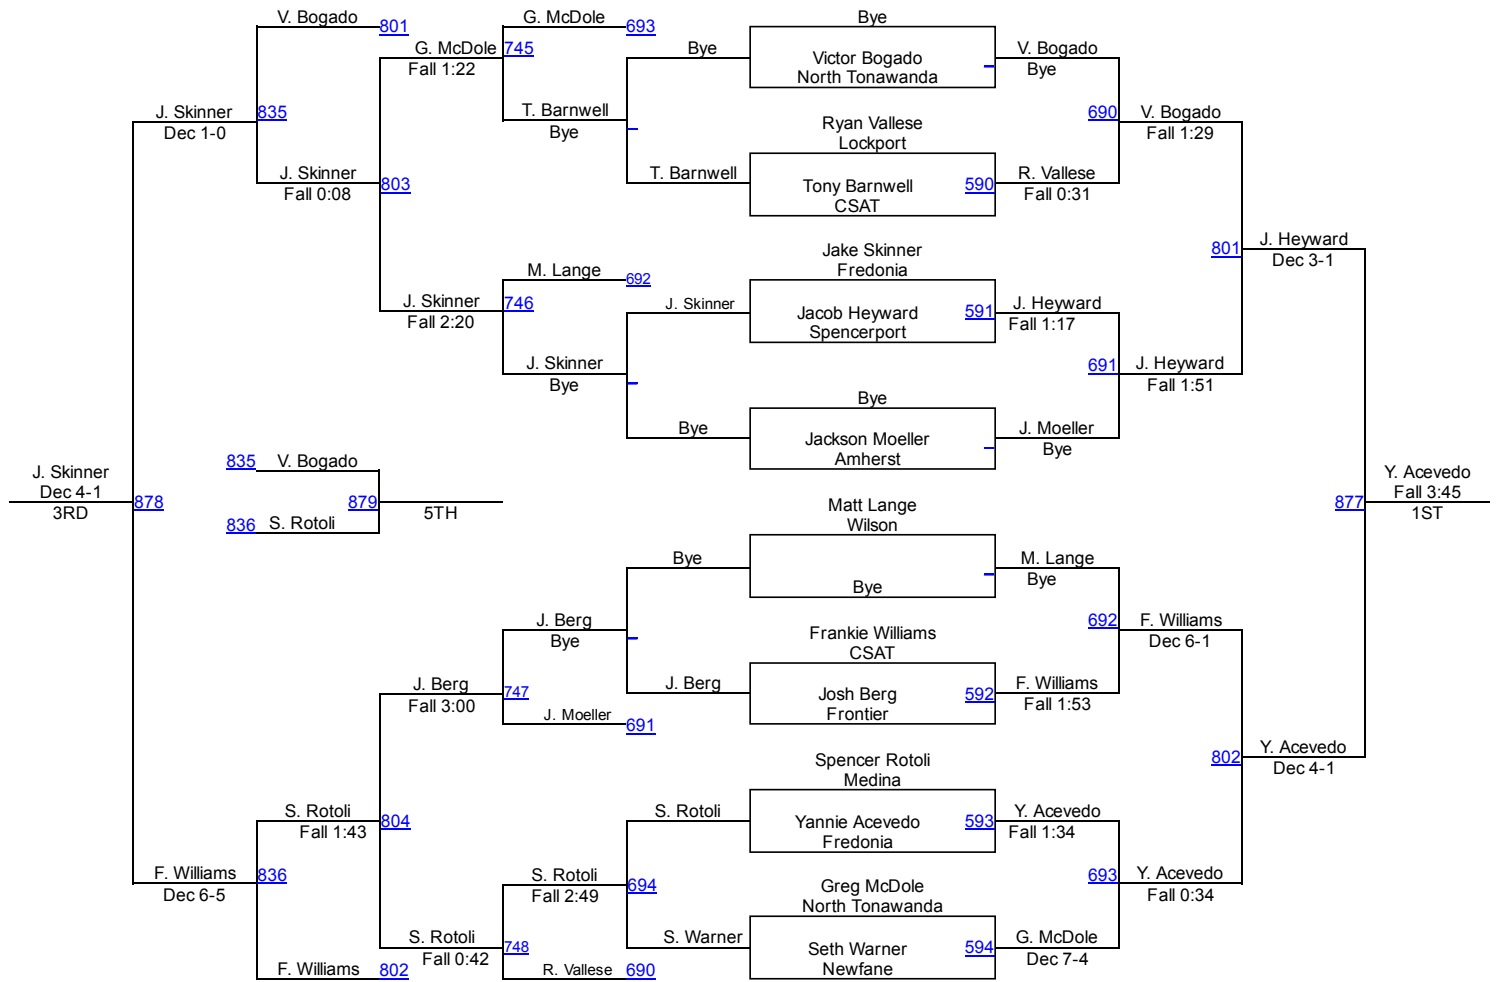 Bye
V. Bogado
801
G. McDole
693
G. McDole
745
Fall 1:22
Bye
Victor Bogado
North Tonawanda
V. Bogado
Bye
J. Skinner
835
Dec 1-0
T. Barnwell
Bye
Ryan Vallese
Lockport
690
V. Bogado
Fall 1:29
J. Skinner
Fall 0:08
803
T. Barnwell
Tony Barnwell
CSAT
590
R. Vallese
Fall 0:31
Jake Skinner
Fredonia
801
J. Heyward
Dec 3-1
M. Lange
692
J. Skinner
746
Fall 2:20
J. Skinner
Jacob Heyward
Spencerport
591
J. Heyward
Fall 1:17
J. Skinner
Bye
691
J. Heyward
Fall 1:51
Bye
Bye
Jackson Moeller
Amherst
J. Moeller
Bye
J. Skinner
Dec 4-1
3RD
878
835
V. Bogado
879
836
S. Rotoli
5TH
Matt Lange
Wilson
877
Y. Acevedo
Fall 3:45
1ST
Bye
Bye
M. Lange
Bye
J. Berg
Bye
Frankie Williams
CSAT
692
F. Williams
Dec 6-1
J. Berg
747
Fall 3:00
J. Berg
Josh Berg
Frontier
592
F. Williams
Fall 1:53
J. Moeller
691
Spencer Rotoli
Medina
802
Y. Acevedo
Dec 4-1
S. Rotoli
804
Fall 1:43
S. Rotoli
Yannie Acevedo
Fredonia
593
Y. Acevedo
Fall 1:34
F. Williams
836
Dec 6-5
S. Rotoli
694
Fall 2:49
Greg McDole
North Tonawanda
693
Y. Acevedo
Fall 0:34
S. Rotoli
748
Fall 0:42
S. Warner
Seth Warner
Newfane
594
G. McDole
Dec 7-4
F. Williams
802
R. Vallese
690